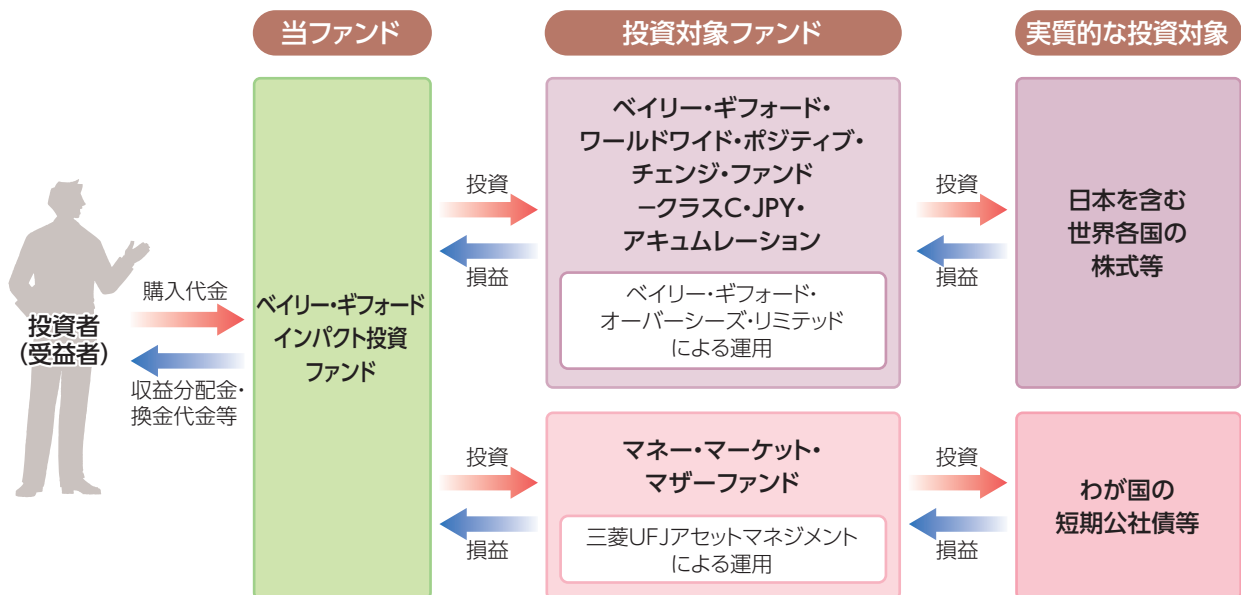 当ファンド
投資対象ファンド
実質的な投資対象
投資者
(受益者)
購入代金
収益分配金・
換金代金等
ベイリー・ギフォード
インパクト投資
ファンド
投資
損益
ベイリー・ギフォード・
ワールドワイド・ポジティブ・
チェンジ・ファンド
－クラスC・JPY・
アキュムレーション
ベイリー・ギフォード・
オーバーシーズ・リミテッド
による運用
投資
損益
日本を含む
世界各国の
株式等
投資
損益
マネー・マーケット・
マザーファンド
三菱UFJアセットマネジメント
による運用
投資
損益
わが国の
短期公社債等